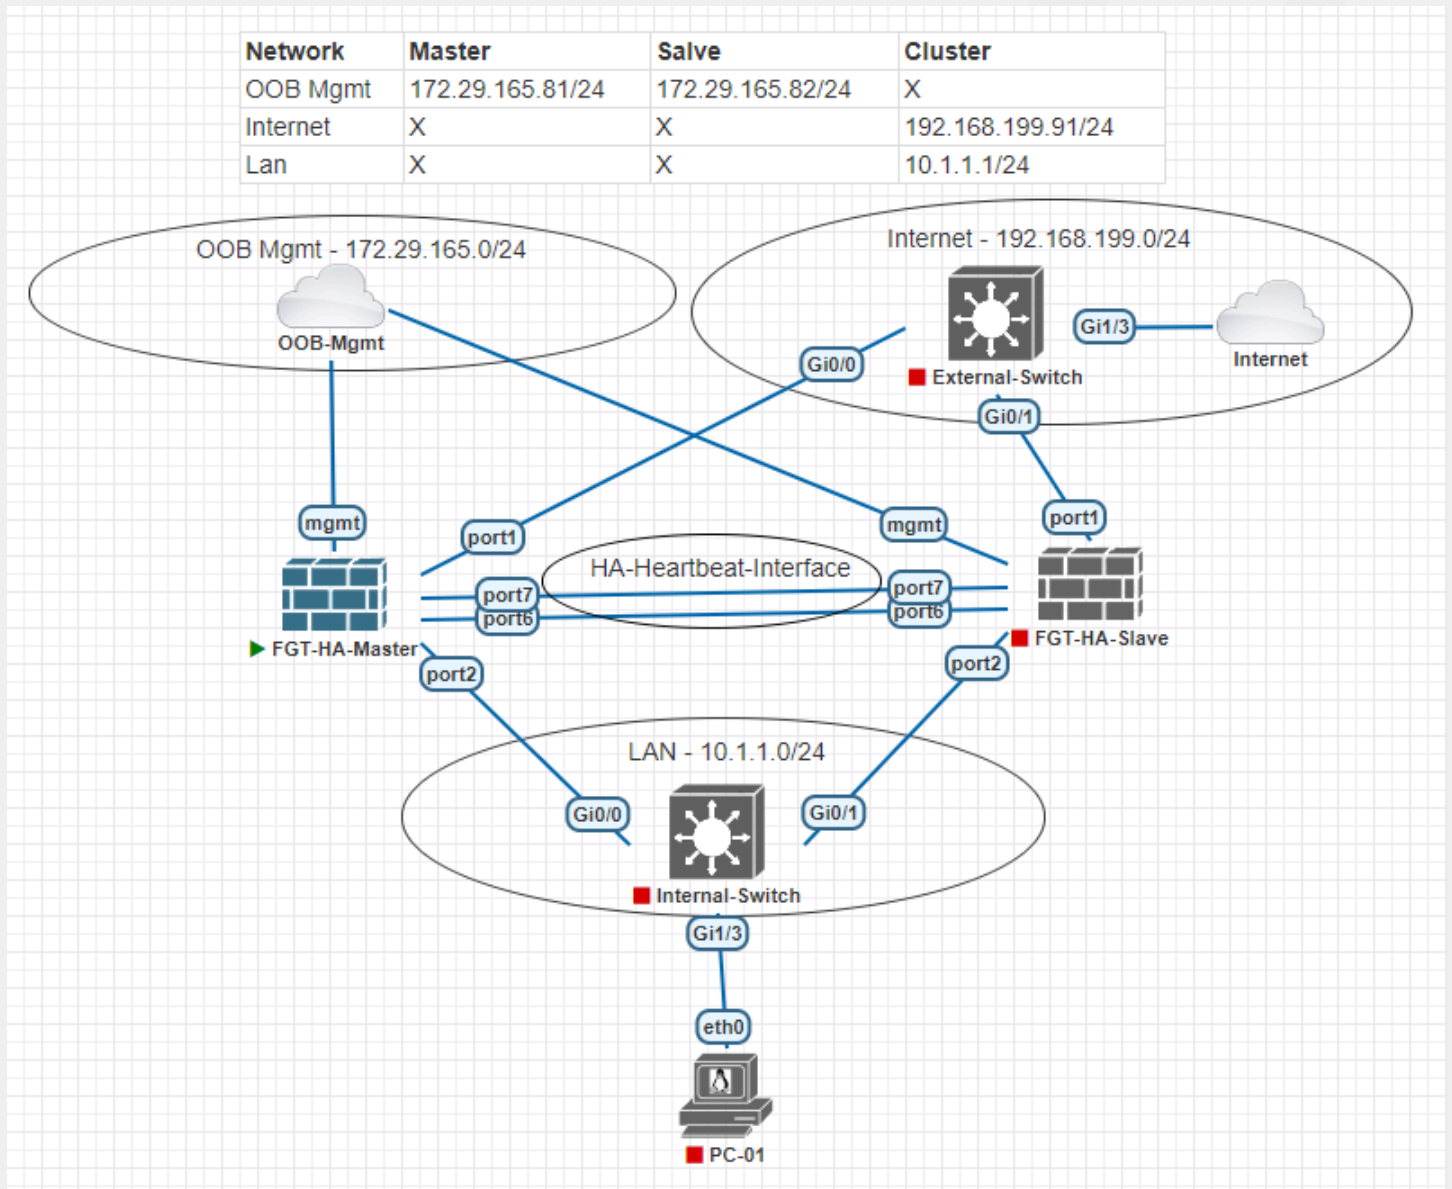 Network Master Salve Cluster
OOB Mgmt 172.29.165.81/24 172.29.165.82/24 X
Internet X X 192.168.199.91/24
Lan X X 10.1.1.1/24
OOB Mgmt - 172.29.165.0/24
OOB-Mgmt
Internet - 192.168.199.0/24
Gi1/3
Internet
Gi0/0
External-Switch
Gi0/1
mgmt
port1
mgmt
port1
HA-Heartbeat-Interface
port7
port7
port6
port6
FGT-HA-Master
FGT-HA-Slave
port2
port2
LAN - 10.1.1.0/24
Gi0/0
Gi0/1
Internal-Switch
Gi1/3
eth0
PC-01